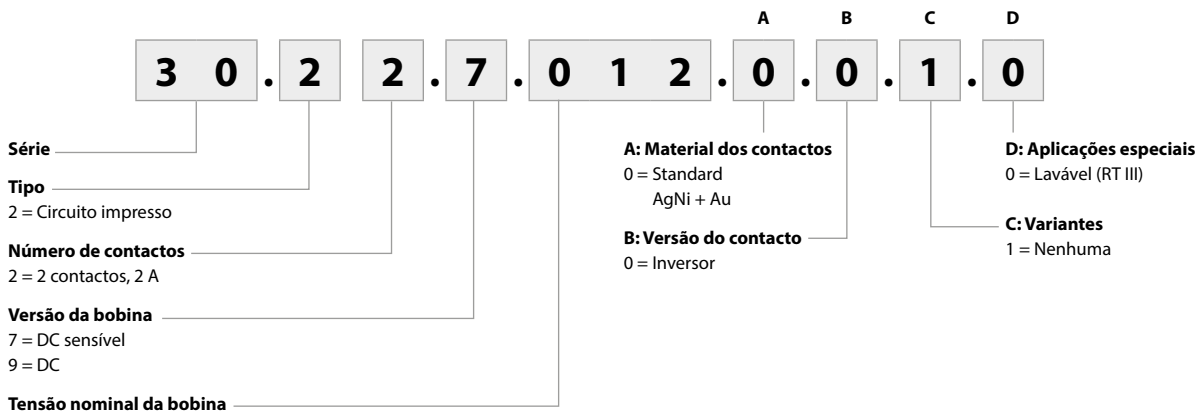 A B C D
3 0 . 2 2 . 7 . 0 1 2 . 0 . 0 . 1 . 0
Série
Tipo
2 = Circuito impresso
Número de contactos
2 = 2 contactos, 2 A
Versão da bobina
7 = DC sensível
9 = DC
Tensão nominal da bobina
A: Material dos contactos
0 = Standard
AgNi + Au
B: Versão do contacto
0 = Inversor
D: Aplicações especiais
0 = Lavável (RT III)
C: Variantes
1 = Nenhuma